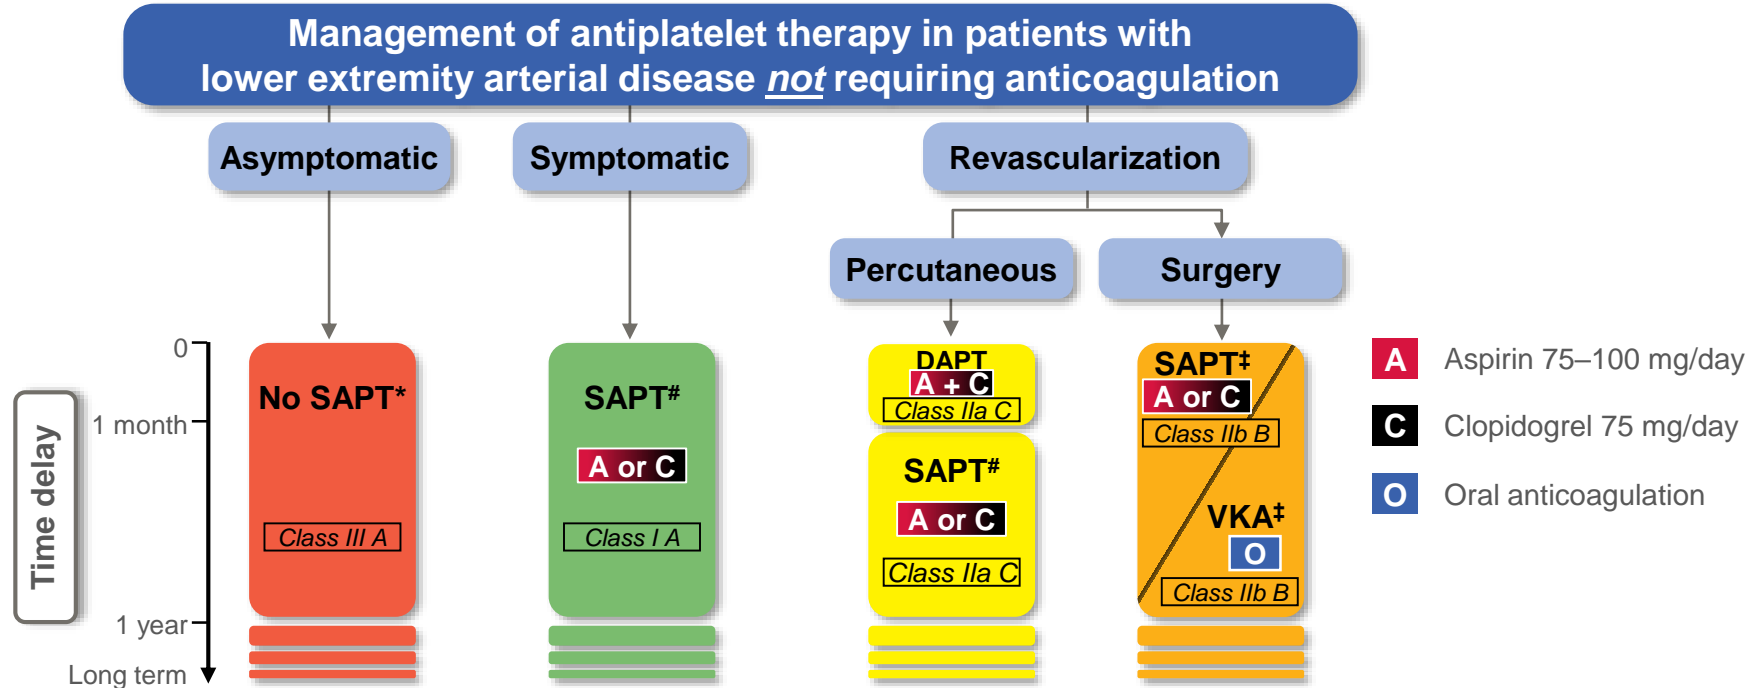 Management of antiplatelet therapy in patients with
lower extremity arterial disease not requiring anticoagulation
Asymptomatic
Symptomatic
Revascularization
Percutaneous
Surgery
Time delay
0
1 month
1 year
Long term
No SAPT*
Class III A
SAPT#
A or C
Class I A
DAPT
A + C
Class IIa C
SAPT#
A or C
Class IIa C
SAPT‡
A or C
Class IIb B
VKA‡
O
Class IIb B
A Aspirin 75–100 mg/day
C Clopidogrel 75 mg/day
O Oral anticoagulation